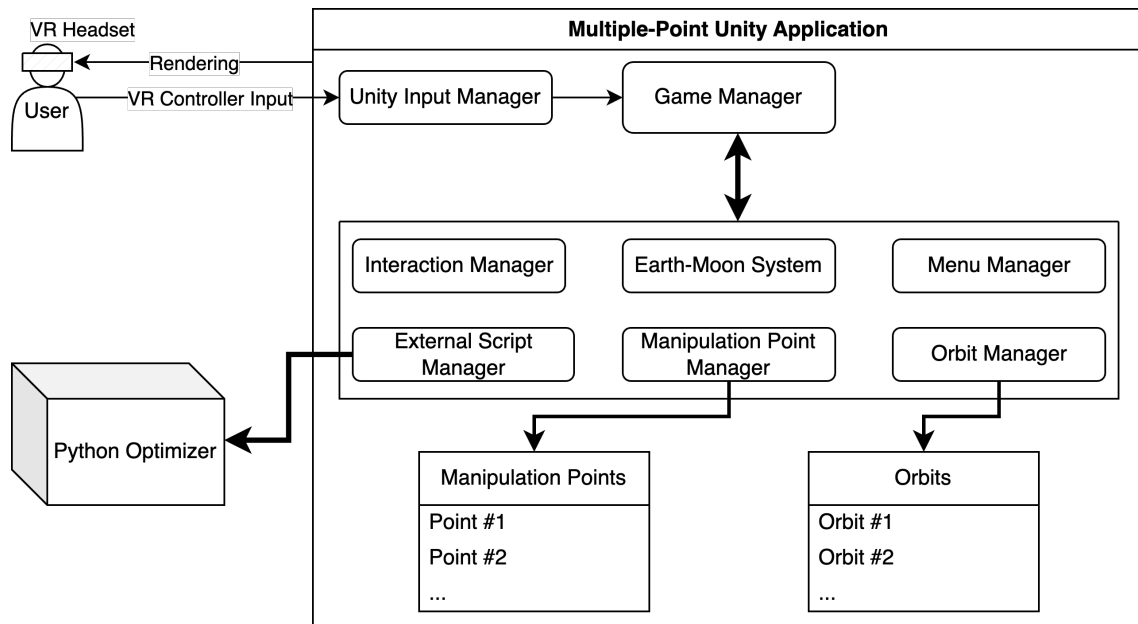 VR Headset
Multiple-Point Unity Application
Rendering
User
VR Controller Input
Unity Input Manager
Game Manager
Interaction Manager
Earth-Moon System
Menu Manager
External Script
Manager
Manipulation Point
Manager
Orbit Manager
Python Optimizer
Manipulation Points
Point #1
Point #2
...
Orbits
Orbit #1
Orbit #2
...